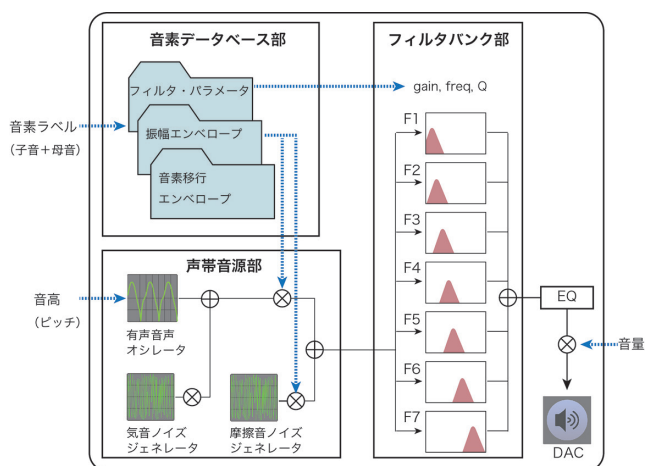 音素データベース部
フィルタ・パラメータ
振幅エンベロープ
音素移行
エンベロープ
音素ラベル
(子音+母音)
フィルタバンク部
gain, freq, Q
F1
F2
F3
F4
F5
F6
F7
声帯音源部
音高
(ピッチ)
有声音声
オシレータ
気音ノイズ
ジェネレータ
摩擦音ノイズ
ジェネレータ
EQ
音量
DAC